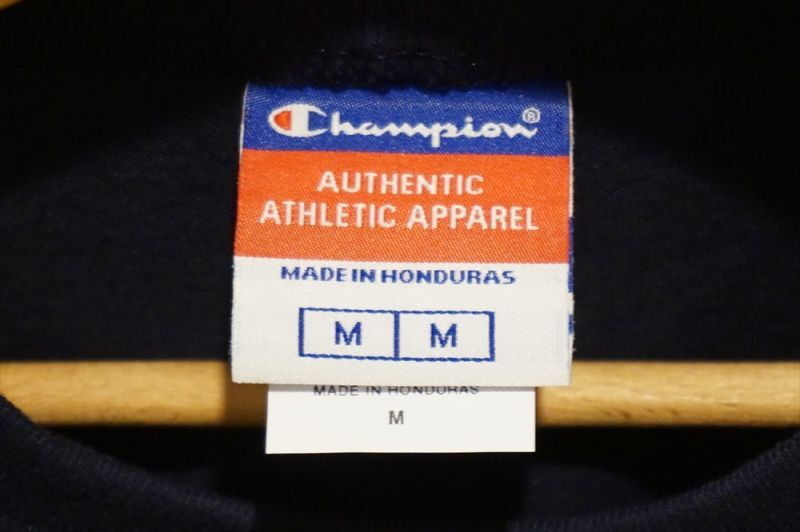 Champion®
AUTHENTIC
ATHLETIC APPAREL
MADE IN HONDURAS
M M
MADE IN HONDURAS
M